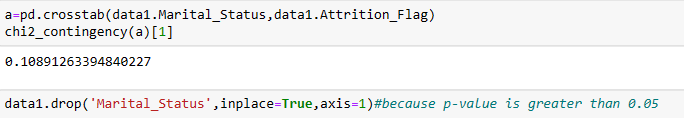 a=pd.crosstab(data1.Marital_Status,data1.Attrition_Flag)
chi2_contingency(a)[1]
0.10891263394840227
data1.drop('Marital_Status',inplace=True,axis=1)#because p-value is greater than 0.05